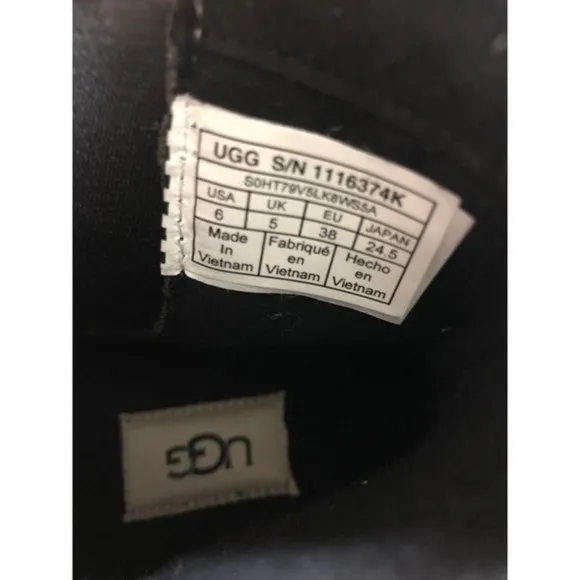 UGG S/N 1116374K
S0HT79V5LK8WS5A
USA UK EU JAPAN
6 5 38 24.5
Made In Vietnam
Fabriqué en Vietnam
Hecho en Vietnam
UGG